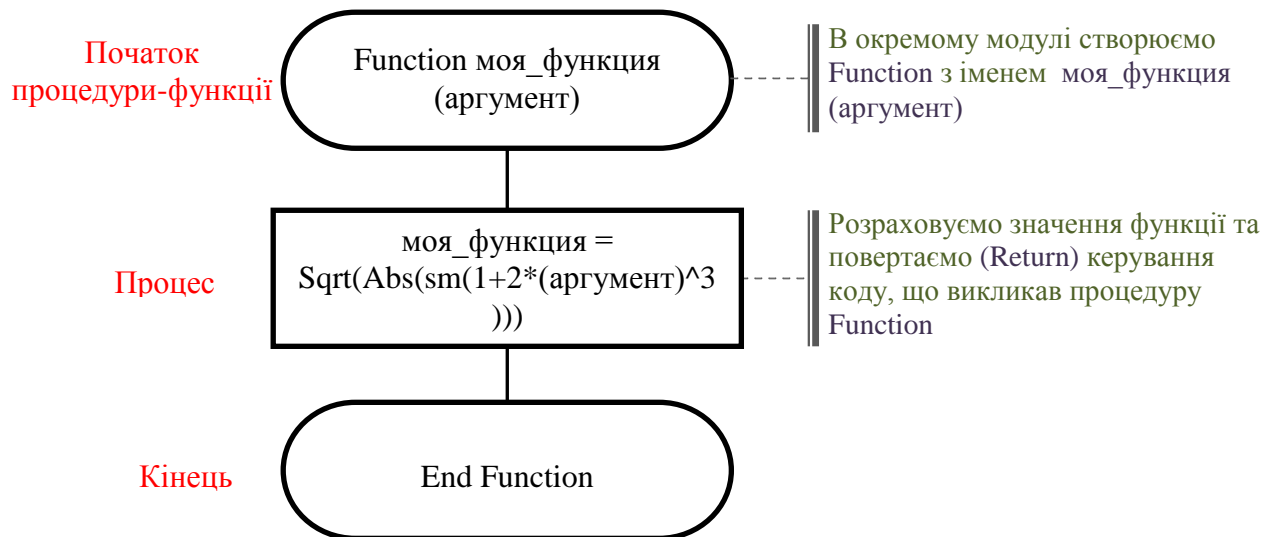 Початок
процедури-функції
Function моя_функция
(аргумент)
В окремому модулі створюємо
Function з іменем моя_функция
(аргумент)
Процес
моя_функция =
Sqrt(Abs(sm(1+2*(аргумент)^3
)))
Розраховуємо значення функції та
повертаємо (Return) керування
коду, що викликав процедуру
Function
Кінець
End Function